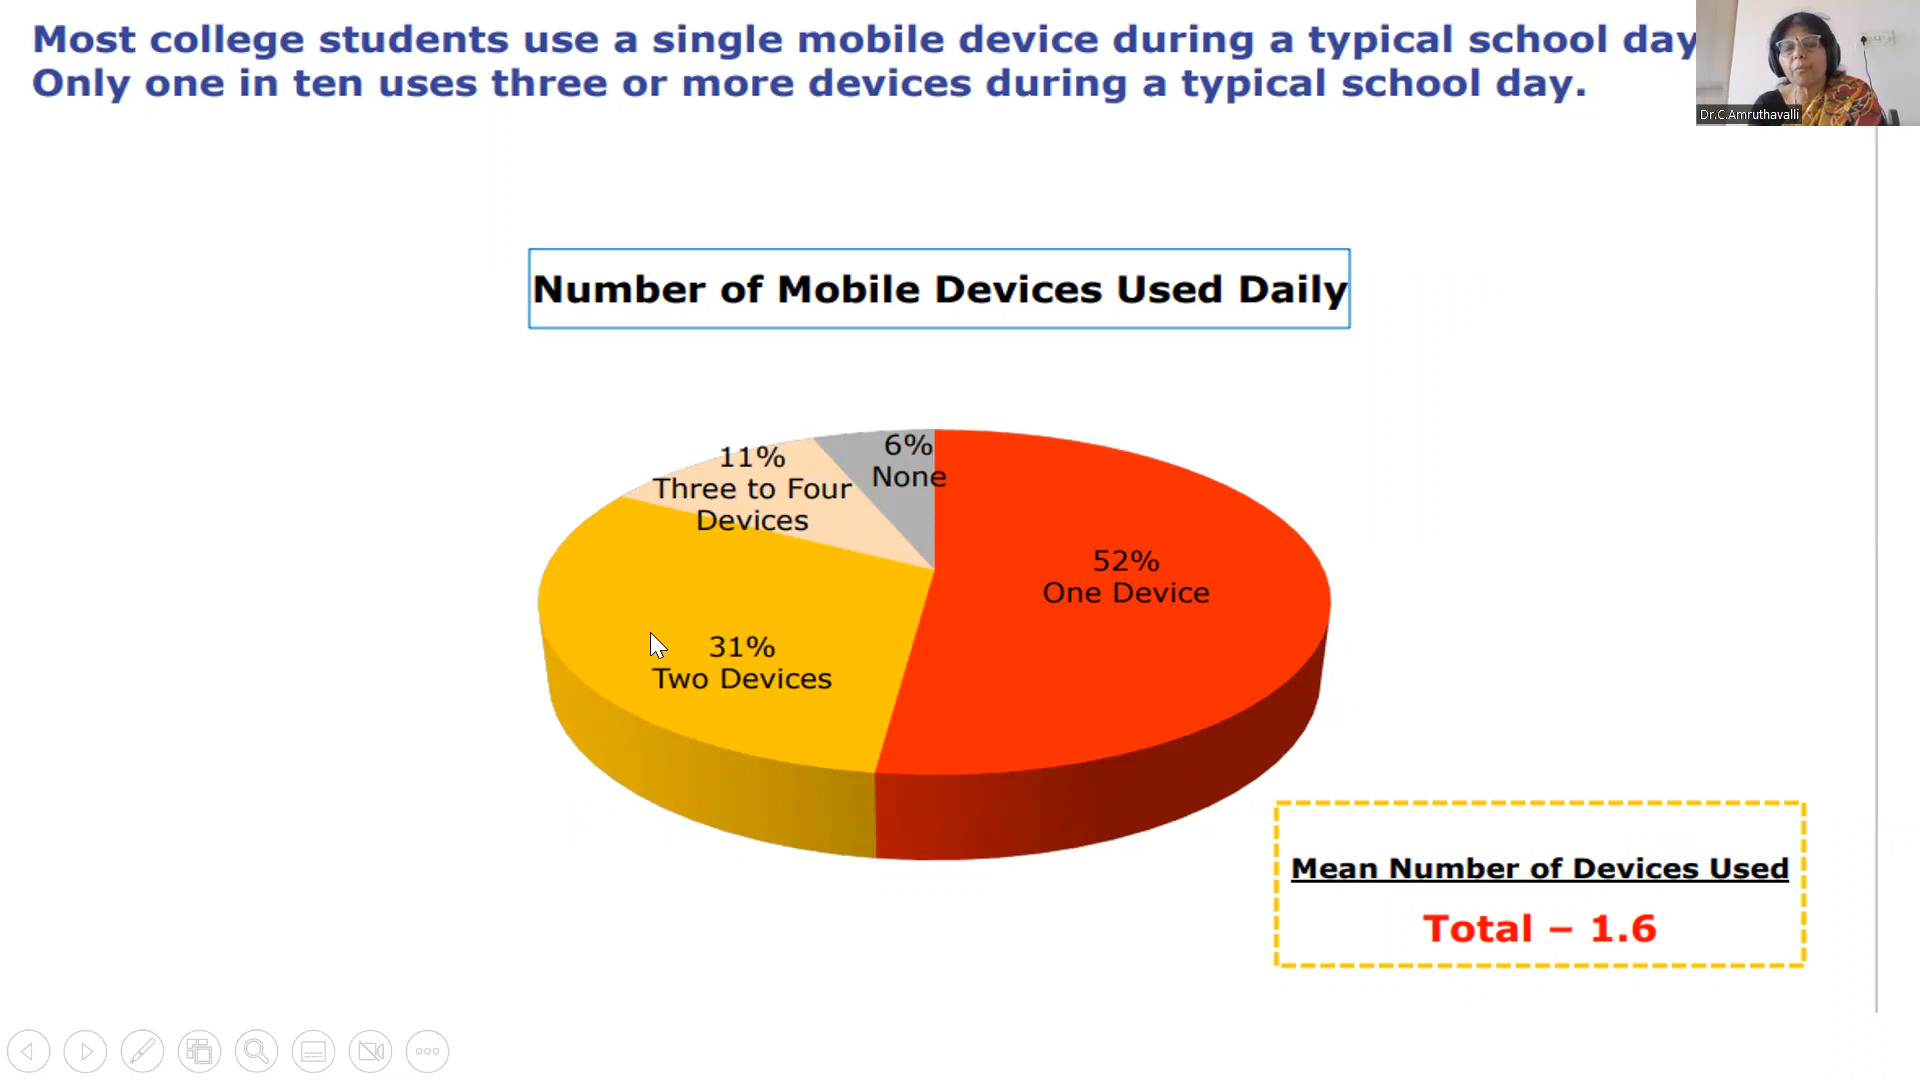 Most college students use a single mobile device during a typical school day
Only one in ten uses three or more devices during a typical school day.
Dr.C.Amruthavalli
Number of Mobile Devices Used Daily
11%
Three to Four
Devices
6%
None
52%
One Device
31%
Two Devices
Mean Number of Devices Used
Total – 1.6